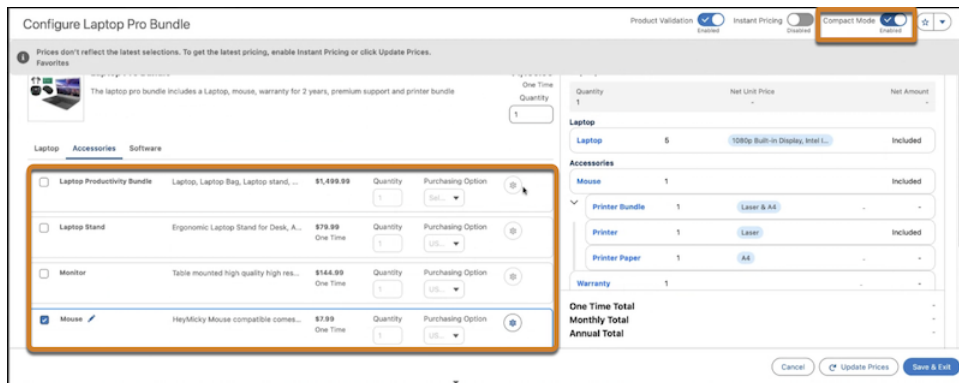 Configure Laptop Pro Bundle
Product Validation
Enabled
Instant Pricing
Disabled
Compact Mode
Enabled
Prices don't reflect the latest selections. To get the latest pricing, enable Instant Pricing or click Update Prices.
Favorites
The laptop pro bundle includes a Laptop, mouse, warranty for 2 years, premium support and printer bundle
One Time
Quantity
1
Laptop Accessories Software
Laptop Productivity Bundle Laptop, Laptop Bag, Laptop stand, ... $1,499.99 Quantity Purchasing Option
1 Sel...
Laptop Stand Ergonomic Laptop Stand for Desk, A... $79.99 Quantity Purchasing Option
One Time 1 US...
Monitor Table mounted high quality high res... $144.99 Quantity Purchasing Option
One Time 1 US...
Mouse HeyMicky Mouse compatible comes... $7.99 Quantity Purchasing Option
One Time 1 US...
Quantity Net Unit Price Net Amount
1 - -
Laptop
Laptop 5 1080p Built-in Display, Intel I... Included
Accessories
Mouse 1 Included
Printer Bundle 1 Laser & A4 - -
Printer 1 Laser Included
Printer Paper 1 A4 - -
Warranty 1 - -
One Time Total -
Monthly Total -
Annual Total -
Cancel Update Prices Save & Exit